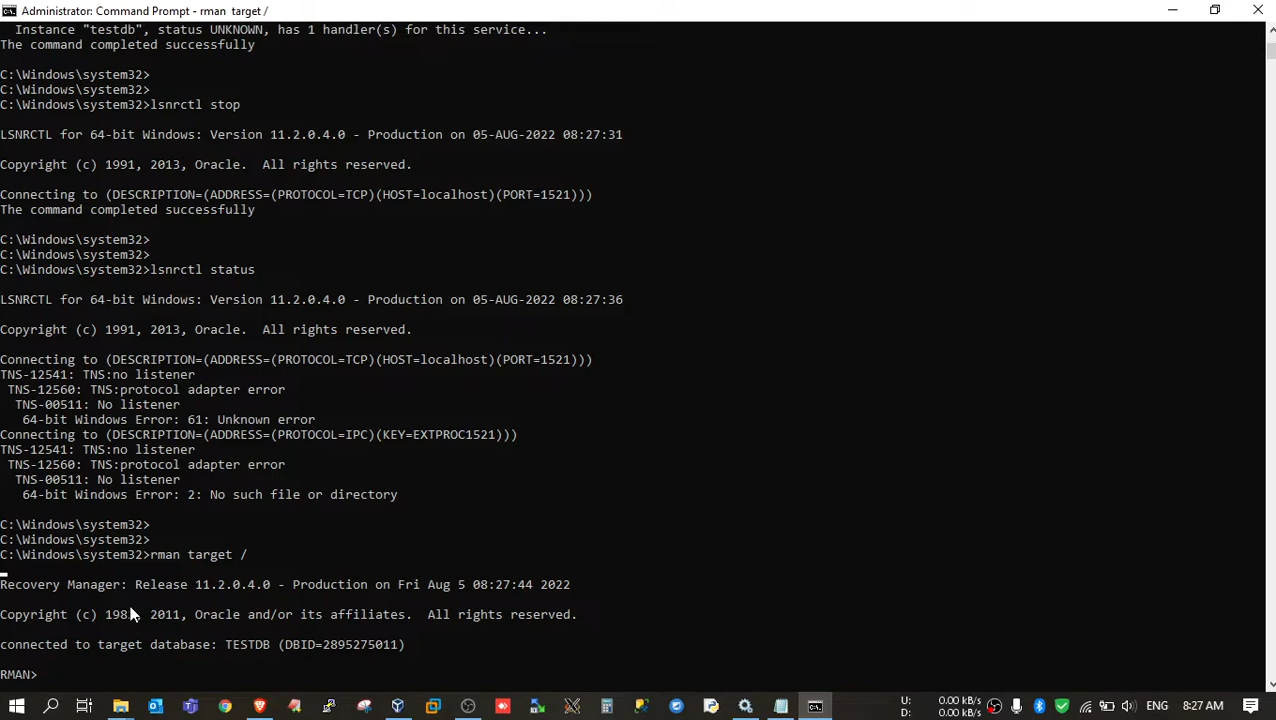 Administrator: Command Prompt - rman target /
Instance "testdb", status UNKNOWN, has 1 handler(s) for this service...
The command completed successfully
C:\Windows\system32>
C:\Windows\system32>
C:\Windows\system32>lsnrctl stop
LSNRCTL for 64-bit Windows: Version 11.2.0.4.0 - Production on 05-AUG-2022 08:27:31
Copyright (c) 1991, 2013, Oracle.  All rights reserved.
Connecting to (DESCRIPTION=(ADDRESS=(PROTOCOL=TCP)(HOST=localhost)(PORT=1521)))
The command completed successfully
C:\Windows\system32>
C:\Windows\system32>
C:\Windows\system32>lsnrctl status
LSNRCTL for 64-bit Windows: Version 11.2.0.4.0 - Production on 05-AUG-2022 08:27:36
Copyright (c) 1991, 2013, Oracle.  All rights reserved.
Connecting to (DESCRIPTION=(ADDRESS=(PROTOCOL=TCP)(HOST=localhost)(PORT=1521)))
TNS-12541: TNS:no listener
TNS-12560: TNS:protocol adapter error
TNS-00511: No listener
64-bit Windows Error: 61: Unknown error
Connecting to (DESCRIPTION=(ADDRESS=(PROTOCOL=IPC)(KEY=EXTPROC1521)))
TNS-12541: TNS:no listener
TNS-12560: TNS:protocol adapter error
TNS-00511: No listener
64-bit Windows Error: 2: No such file or directory
C:\Windows\system32>
C:\Windows\system32>
C:\Windows\system32>rman target /
Recovery Manager: Release 11.2.0.4.0 - Production on Fri Aug 5 08:27:44 2022
Copyright (c) 2011, Oracle and/or its affiliates.  All rights reserved.
connected to target database: TESTDB (DBID=2895275011)
RMAN>
U: 0.00 kB/s
D: 0.00 kB/s
ENG
8:27 AM